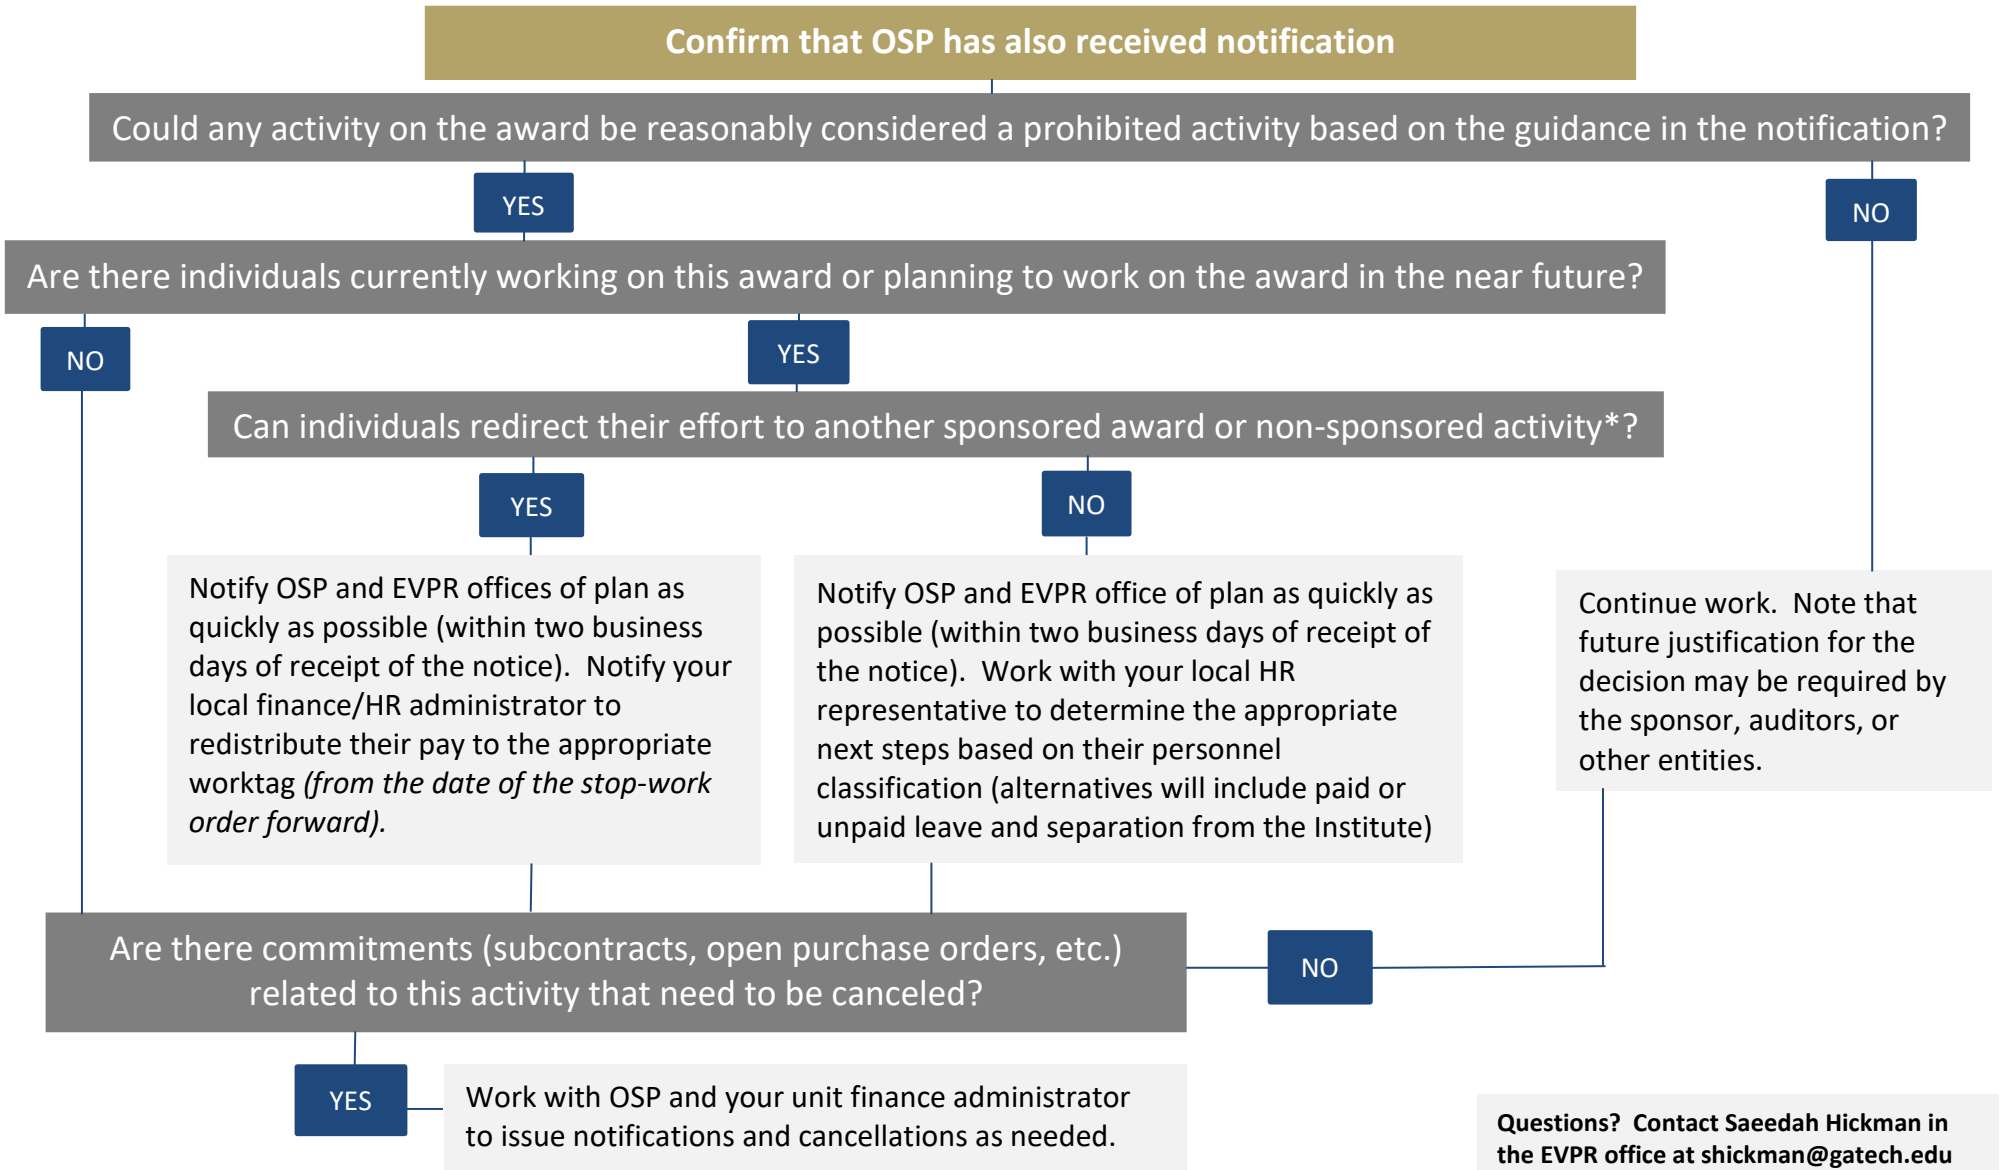 Confirm that OSP has also received notification
Could any activity on the award be reasonably considered a prohibited activity based on the guidance in the notification?
YES
NO
Are there individuals currently working on this award or planning to work on the award in the near future?
NO
YES
Can individuals redirect their effort to another sponsored award or non-sponsored activity*?
YES
NO
Notify OSP and EVPR offices of plan as
quickly as possible (within two business
days of receipt of the notice).  Notify your
local finance/HR administrator to
redistribute their pay to the appropriate
worktag (from the date of the stop-work
order forward).
Notify OSP and EVPR office of plan as quickly as
possible (within two business days of receipt of
the notice).  Work with your local HR
representative to determine the appropriate
next steps based on their personnel
classification (alternatives will include paid or
unpaid leave and separation from the Institute)
Continue work.  Note that
future justification for the
decision may be required by
the sponsor, auditors, or
other entities.
Are there commitments (subcontracts, open purchase orders, etc.)
related to this activity that need to be canceled?
NO
YES
Work with OSP and your unit finance administrator
to issue notifications and cancellations as needed.
Questions?  Contact Saeedah Hickman in
the EVPR office at shickman@gatech.edu